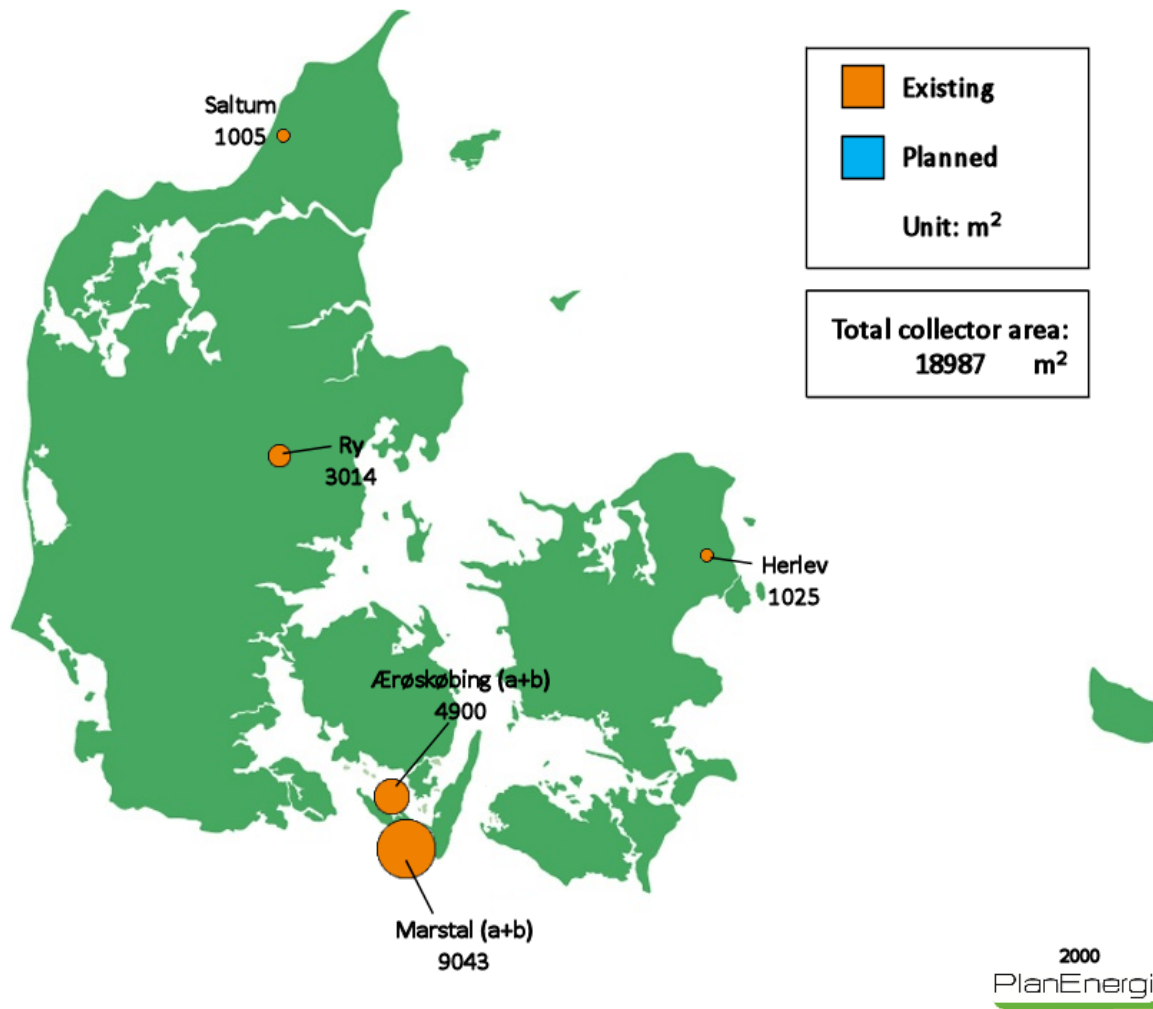 Saltum
1005
Existing
Planned
Unit: m²
Total collector area:
18987 m²
Ry
3014
Herlev
1025
Ærøskøbing (a+b)
4900
Marstal (a+b)
9043
2000
PlanEnergi